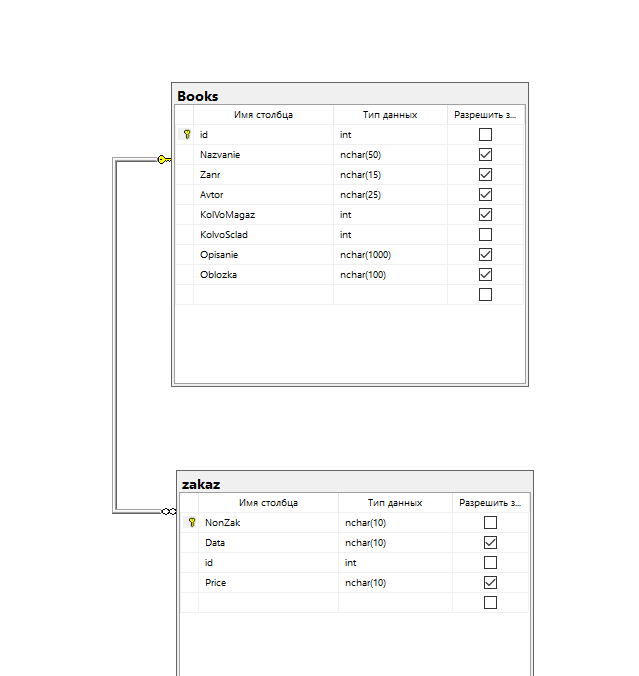 Books
Имя столбца Тип данных Разрешить з...
id int
Nazvanie nchar(50)
Zanr nchar(15)
Avtor nchar(25)
KolVoMagaz int
KolvoSclad int
Opisanie nchar(1000)
Oblozka nchar(100)
zakaz
Имя столбца Тип данных Разрешить з...
NonZak nchar(10)
Data nchar(10)
id int
Price nchar(10)